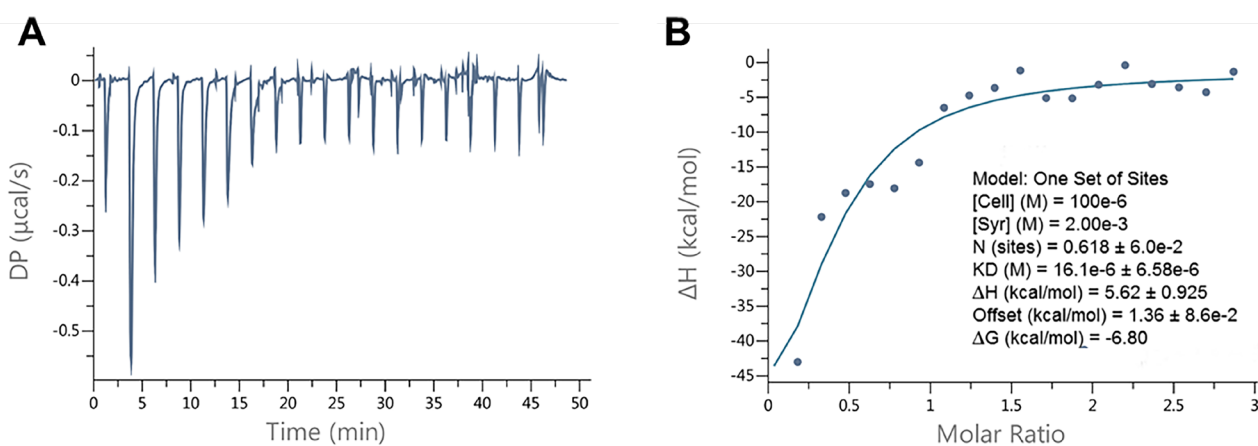 A
B
0
-0.1
-0.2
-0.3
-0.4
-0.5
DP (µcal/s)
0 5 10 15 20 25 30 35 40 45 50
Time (min)
0
-5
-10
-15
-20
-25
-30
-35
-40
-45
ΔH (kcal/mol)
Model: One Set of Sites
[Cell] (M) = 100e-6
[Syr] (M) = 2.00e-3
N (sites) = 0.618 ± 6.0e-2
KD (M) = 16.1e-6 ± 6.58e-6
ΔH (kcal/mol) = 5.62 ± 0.925
Offset (kcal/mol) = 1.36 ± 8.6e-2
ΔG (kcal/mol) = -6.80
0 0.5 1 1.5 2 2.5 3
Molar Ratio